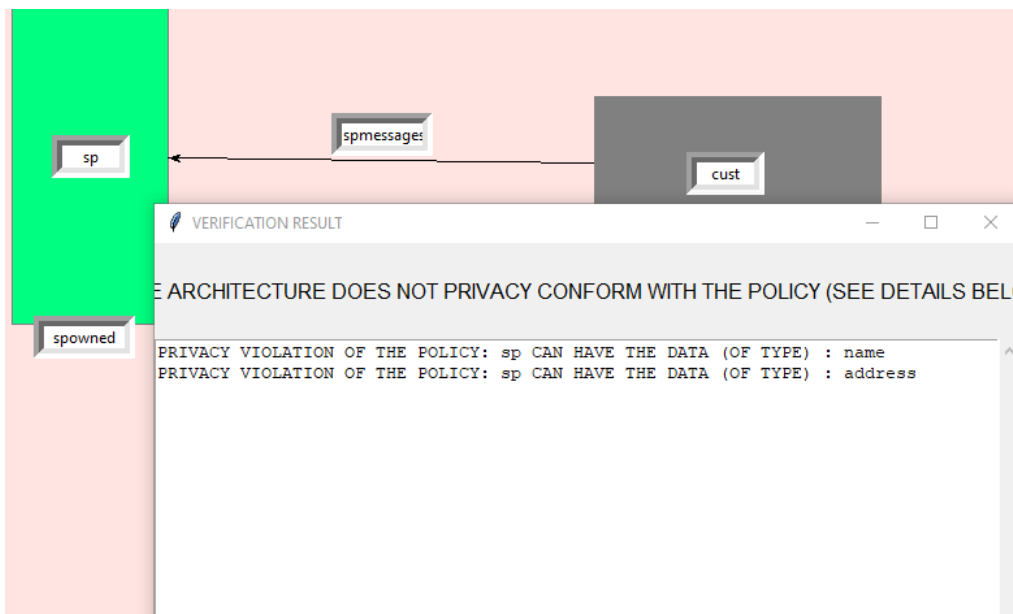 spmessages
sp
cust
VERIFICATION RESULT
E ARCHITECTURE DOES NOT PRIVACY CONFORM WITH THE POLICY (SEE DETAILS BEL
spowned
PRIVACY VIOLATION OF THE POLICY: sp CAN HAVE THE DATA (OF TYPE) : name
PRIVACY VIOLATION OF THE POLICY: sp CAN HAVE THE DATA (OF TYPE) : address